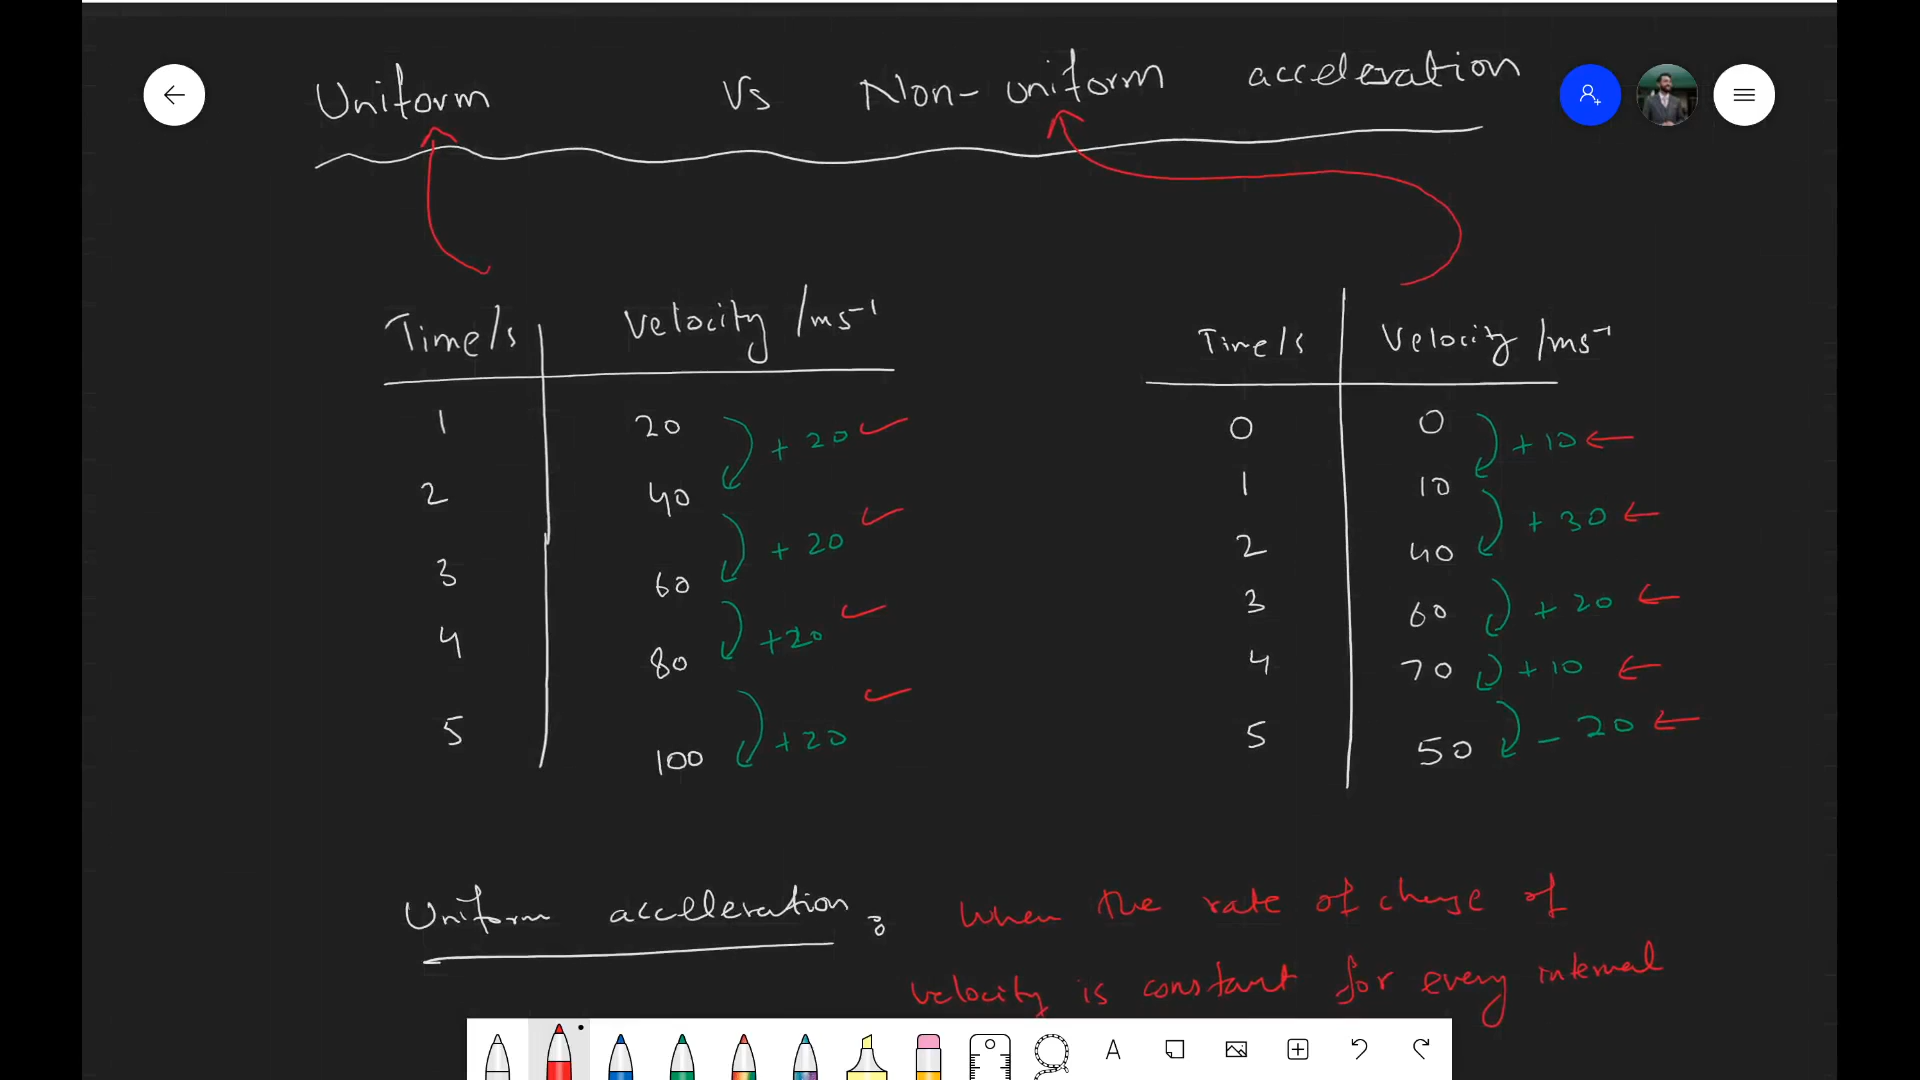 Uniform Vs Non-uniform acceleration
Time/s Velocity /ms⁻¹
1 20 +20
2 40 +20
3 60 +20
4 80 +20
5 100
Time/s Velocity /ms⁻¹
0 0 +10
1 10 +30
2 40 +20
3 60 +10
4 70 -20
5 50
Uniform acceleration: When the rate of change of
velocity is constant for every interval
A